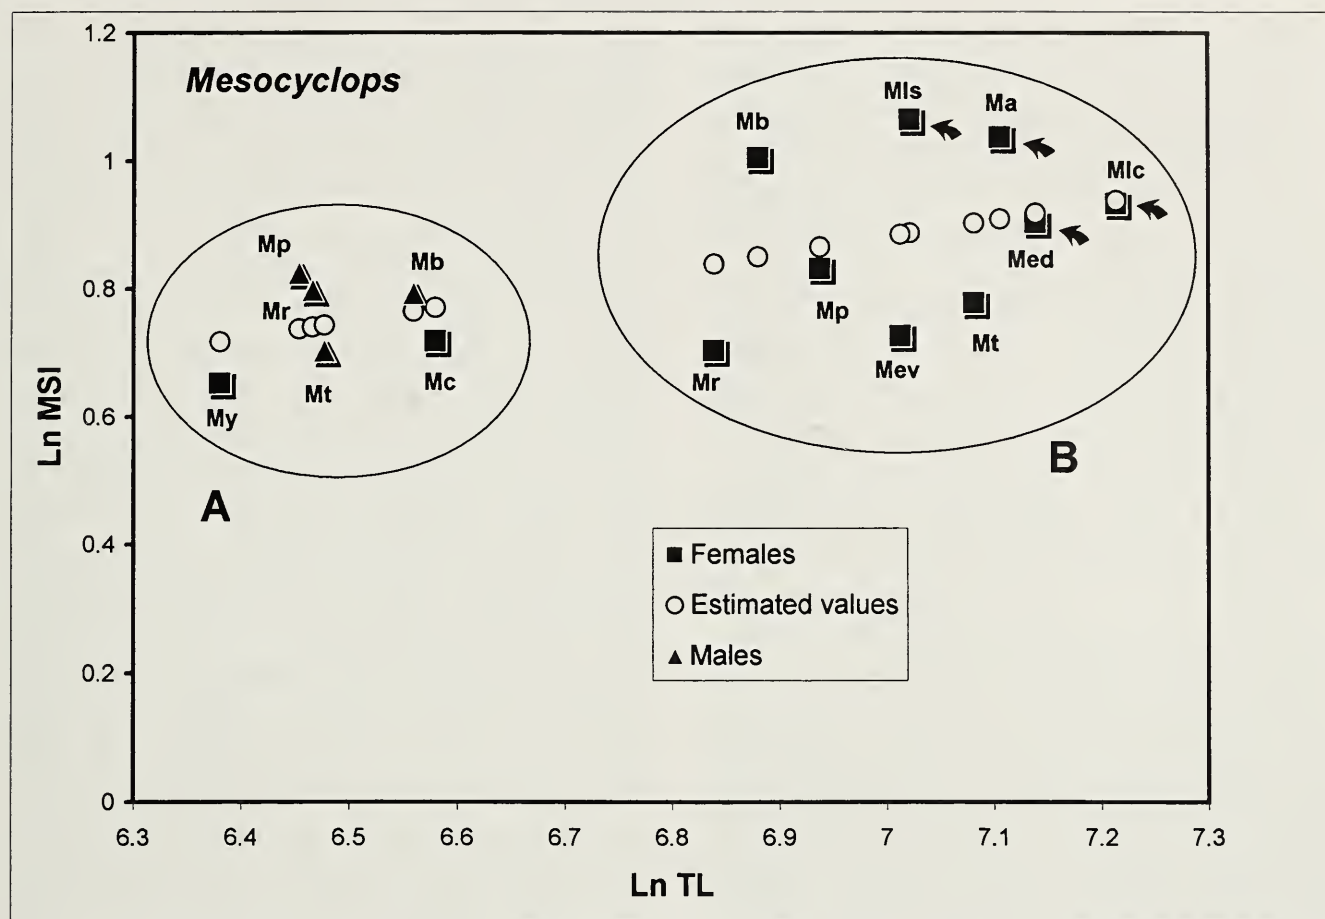 Mesocyclops
1.2
1
0.8
0.6
0.4
0.2
0
Ln MSI
Mp
Mr
Mb
My
Mt
Mc
A
Mb
Mls
Ma
Mlc
Med
Mp
Mr
Mev
Mt
B
Females
Estimated values
Males
6.3 6.4 6.5 6.6 6.7 6.8 6.9 7 7.1 7.2 7.3
Ln TL